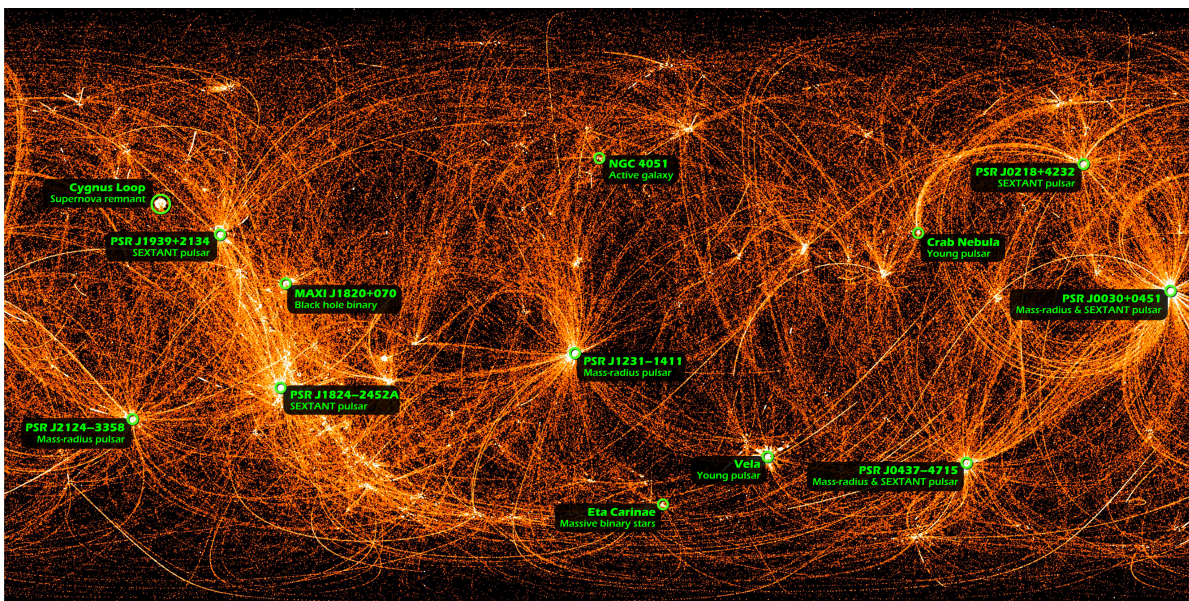 NGC 4051
Active galaxy
PSR J0218+4232
SEXTANT pulsar
Cygnus Loop
Supernova remnant
PSR J1939+2134
SEXTANT pulsar
Crab Nebula
Young pulsar
MAXI J1820+070
Black hole binary
PSR J0030+0451
Mass-radius & SEXTANT pulsar
PSR J1231−1411
Mass-radius pulsar
PSR J1824−2452A
SEXTANT pulsar
PSR J2124−3358
Mass-radius pulsar
Vela
Young pulsar
PSR J0437−4715
Mass-radius & SEXTANT pulsar
Eta Carinae
Massive binary stars